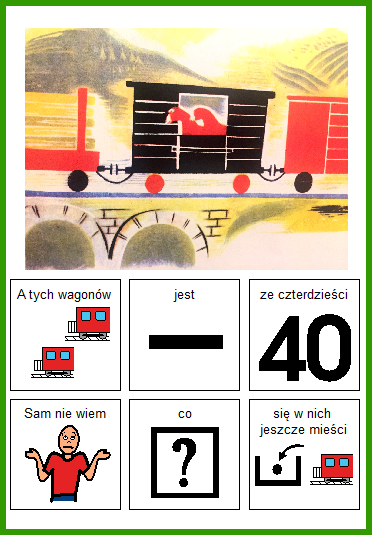 A tych wagonów
jest
ze czterdzieści
40
Sam nie wiem
co
?
się w nich
jeszcze mieści